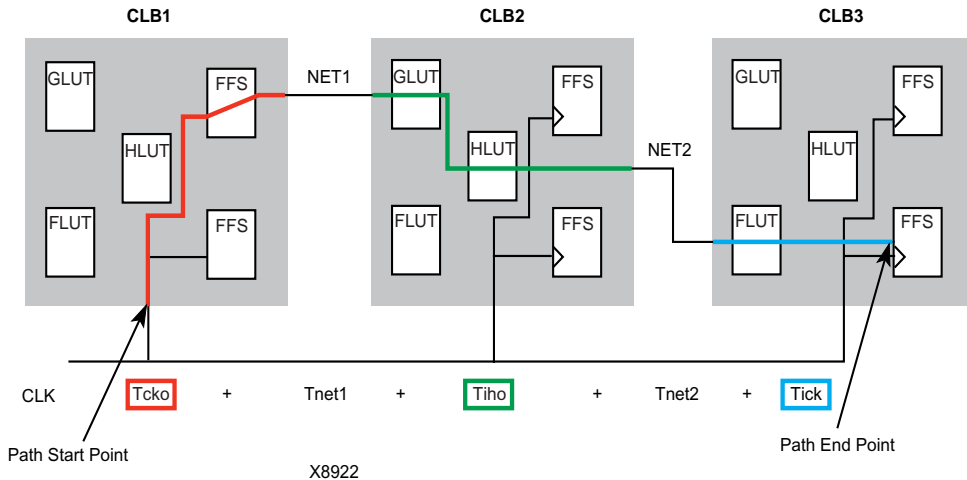 CLB1 CLB2 CLB3
GLUT FFS NET1 GLUT FFS GLUT FFS
HLUT HLUT NET2 HLUT
FLUT FFS FLUT FFS FLUT FFS
CLK Tcko + Tnet1 + Tiho + Tnet2 + Tick
Path Start Point Path End Point
X8922